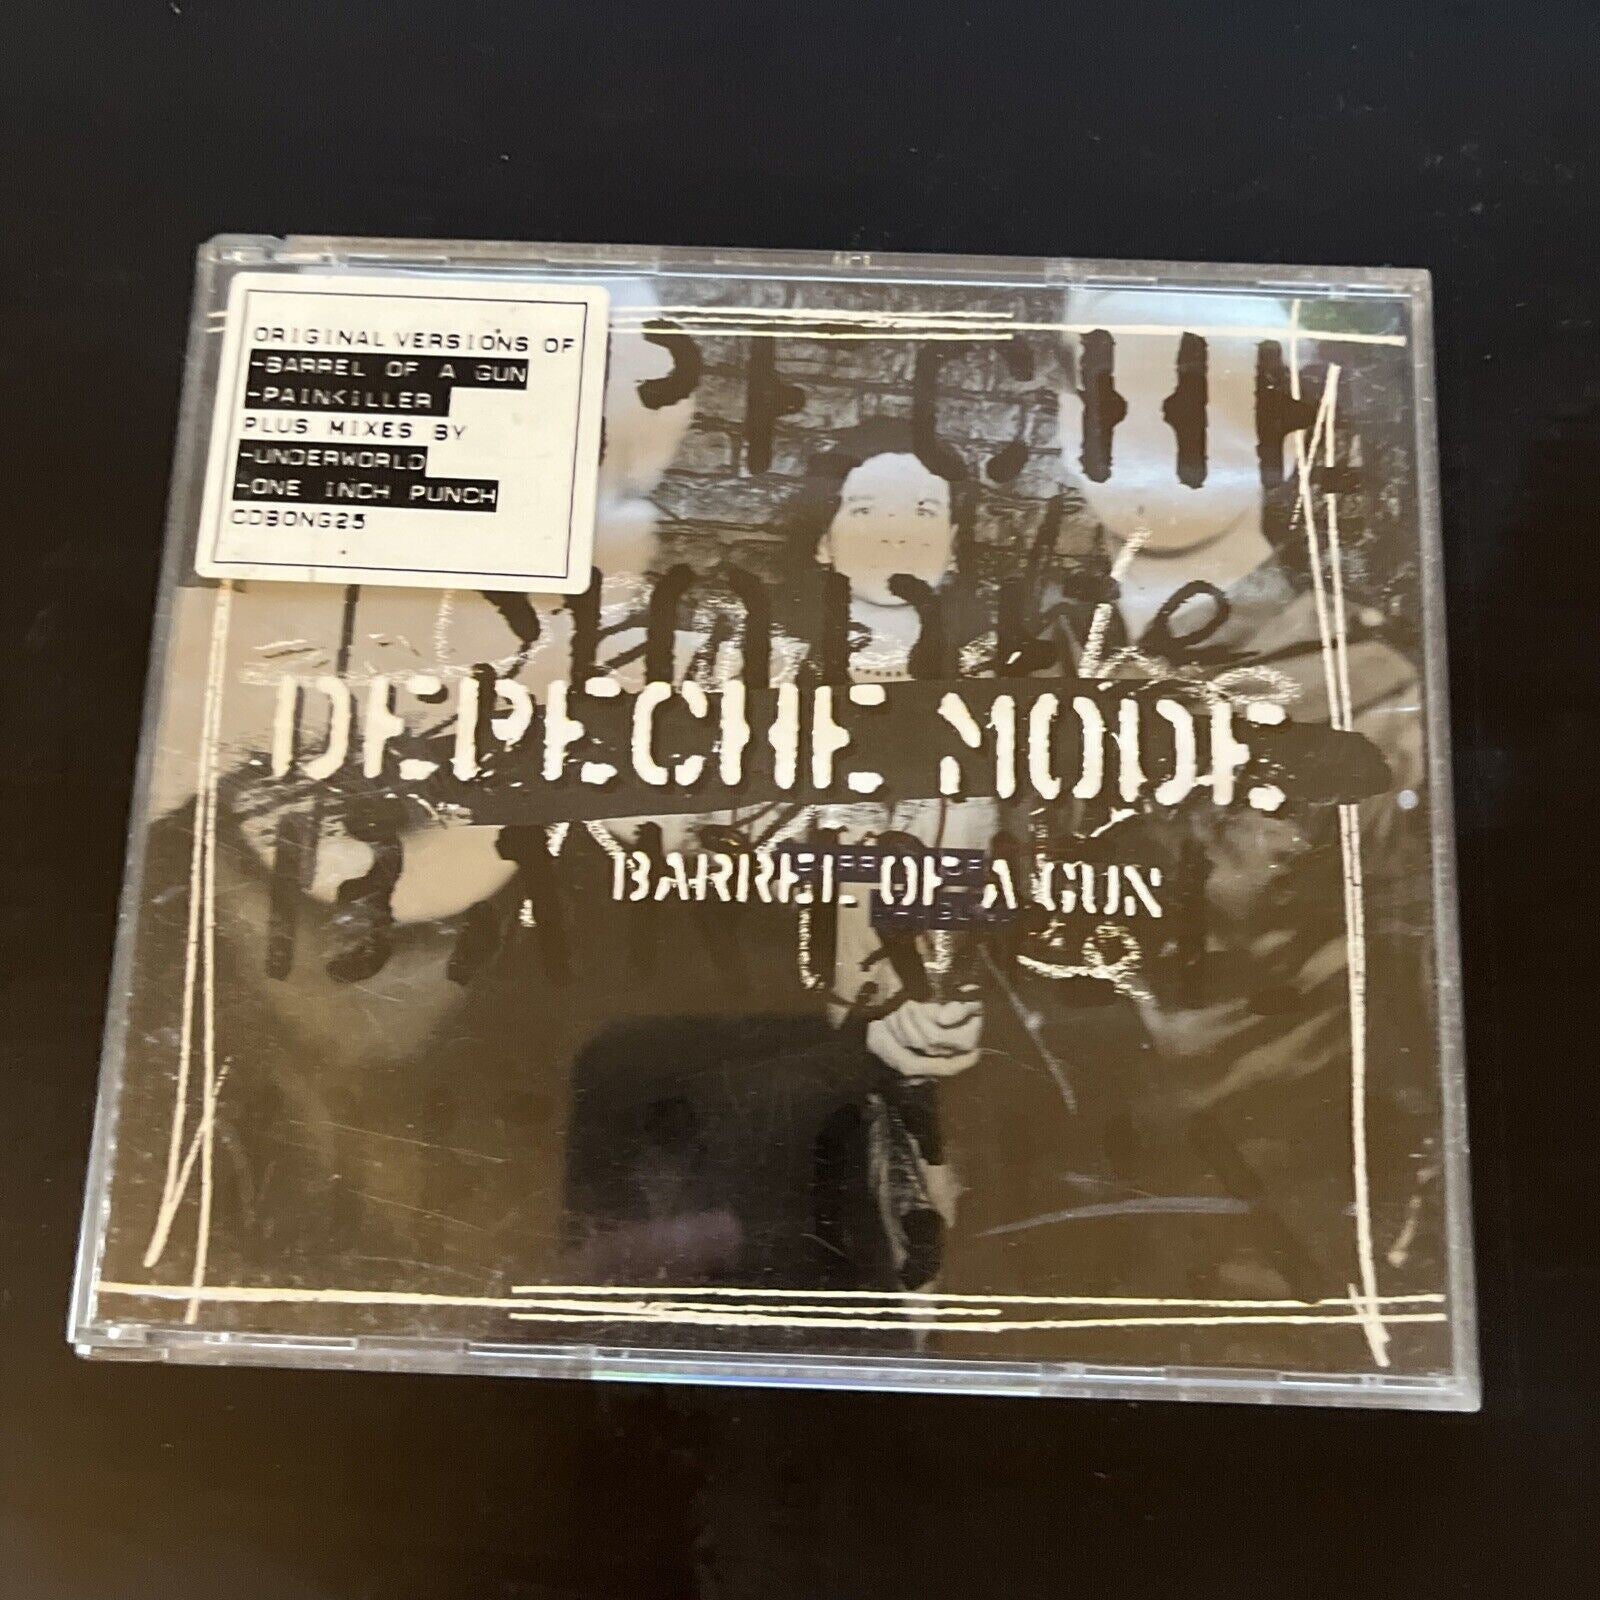 ORIGINAL VERSIONS OF
-BARREL OF A GUN
-PAINKILLER
PLUS MIXES BY
-UNDERWORLD
-ONE INCH PUNCH
CDBONG25
DEPECHE MODE
BARREL OF A GUN